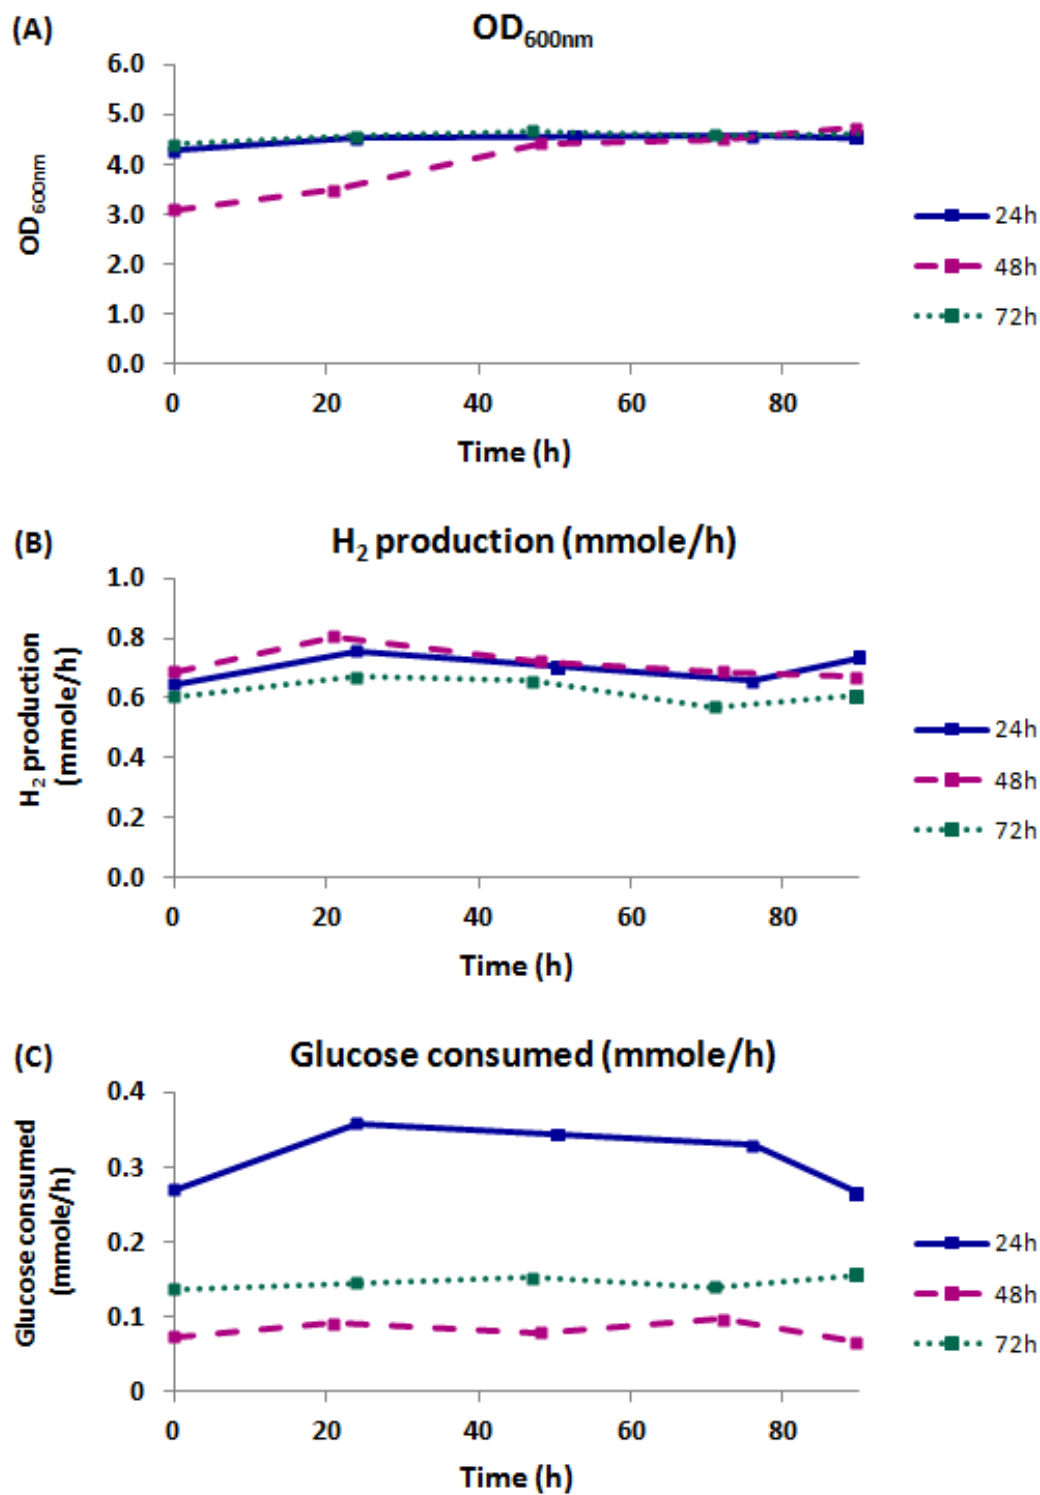 (A) OD600nm
6.0
5.0
4.0
3.0
2.0
1.0
0.0
OD600nm
0 20 40 60 80
Time (h)
24h
48h
72h
(B) H2 production (mmole/h)
1.0
0.8
0.6
0.4
0.2
0.0
H2 production
(mmole/h)
0 20 40 60 80
Time (h)
24h
48h
72h
(C) Glucose consumed (mmole/h)
0.4
0.3
0.2
0.1
0
Glucose consumed
(mmole/h)
0 20 40 60 80
Time (h)
24h
48h
72h